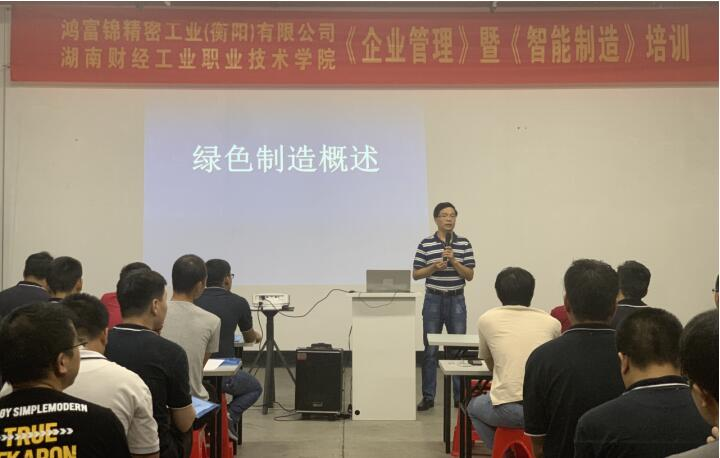 鸿富锦精密工业(衡阳)有限公司
湖南财经工业职业技术学院
《企业管理》暨《智能制造》培训
绿色制造概述
OY SIMPLEMODERN
TRUE
EKARON